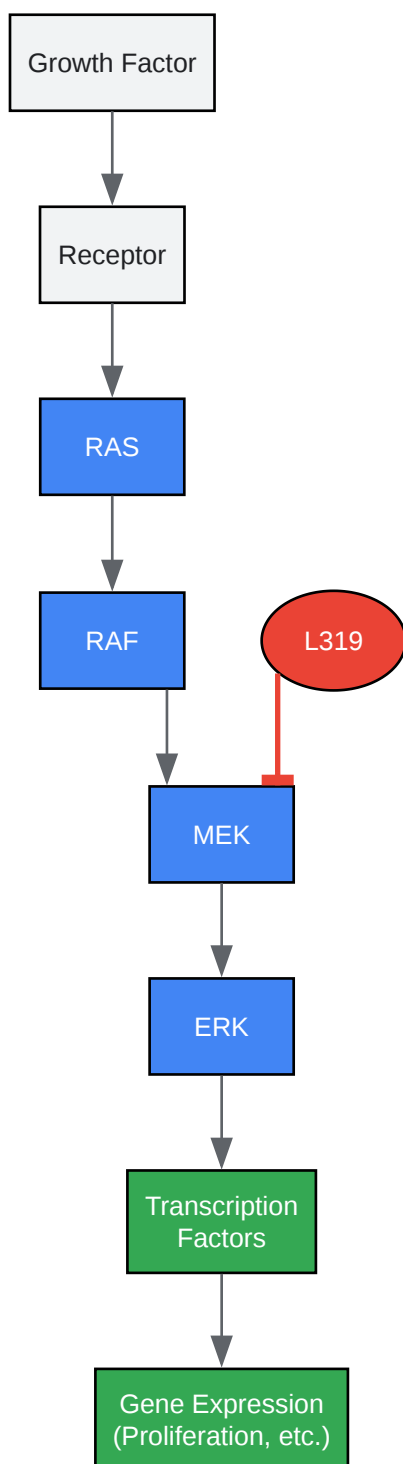 Growth Factor
Receptor
RAS
RAF
L319
MEK
ERK
Transcription
Factors
Gene Expression
(Proliferation, etc.)